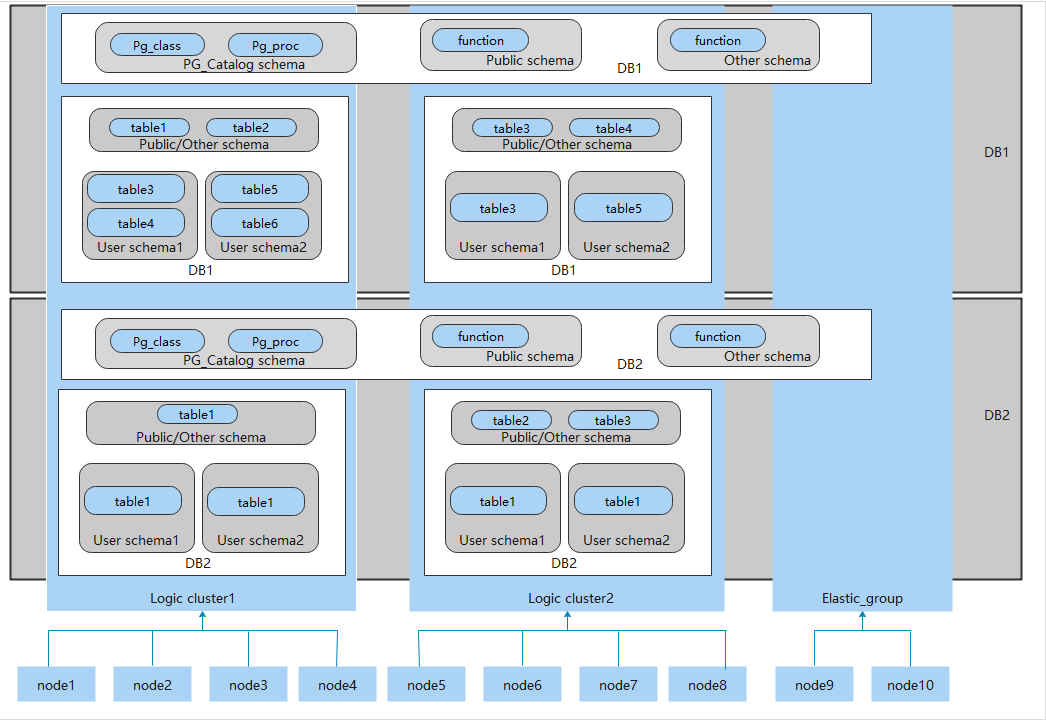 Pg_class
Pg_proc
PG_Catalog schema
function
Public schema
DB1
function
Other schema
DB1
table1
table2
Public/Other schema
table3
table4
User schema1
table5
table6
User schema2
DB1
table3
table4
Public/Other schema
table3
User schema1
table5
User schema2
DB1
Pg_class
Pg_proc
PG_Catalog schema
function
Public schema
DB2
function
Other schema
DB2
table1
Public/Other schema
table1
User schema1
table1
User schema2
DB2
table2
table3
Public/Other schema
table1
User schema1
table1
User schema2
DB2
Logic cluster1
Logic cluster2
Elastic_group
node1
node2
node3
node4
node5
node6
node7
node8
node9
node10